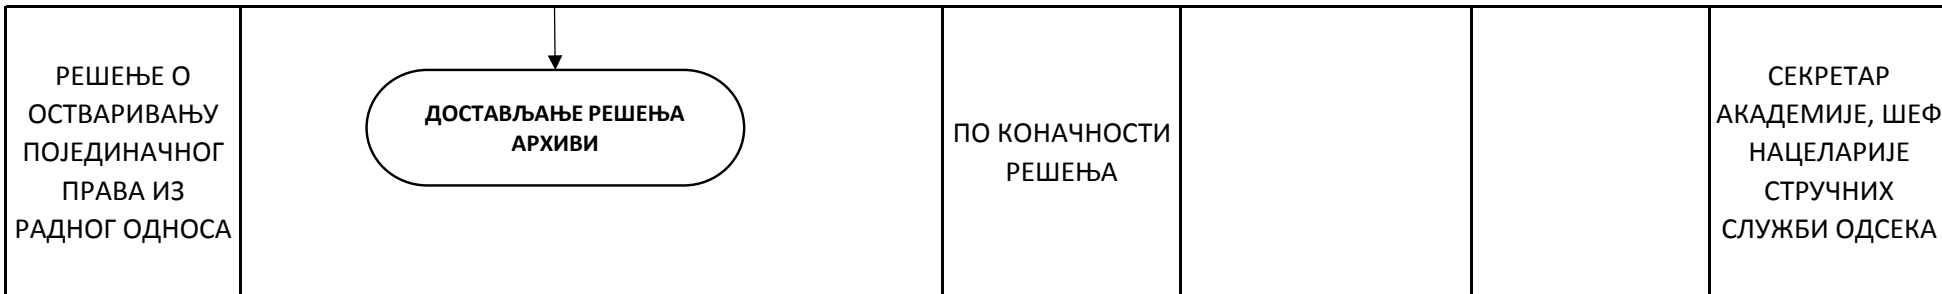 РЕШЕЊЕ О
ОСТВАРИВАЊУ
ПОЈЕДИНАЧНОГ
ПРАВА ИЗ
РАДНОГ ОДНОСА
ДОСТАВЉАЊЕ РЕШЕЊА
АРХИВИ
ПО КОНАЧНОСТИ
РЕШЕЊА
СЕКРЕТАР
АКАДЕМИЈЕ, ШЕФ
НАЦЕЛАРИЈЕ
СТРУЧНИХ
СЛУЖБИ ОДСЕКА